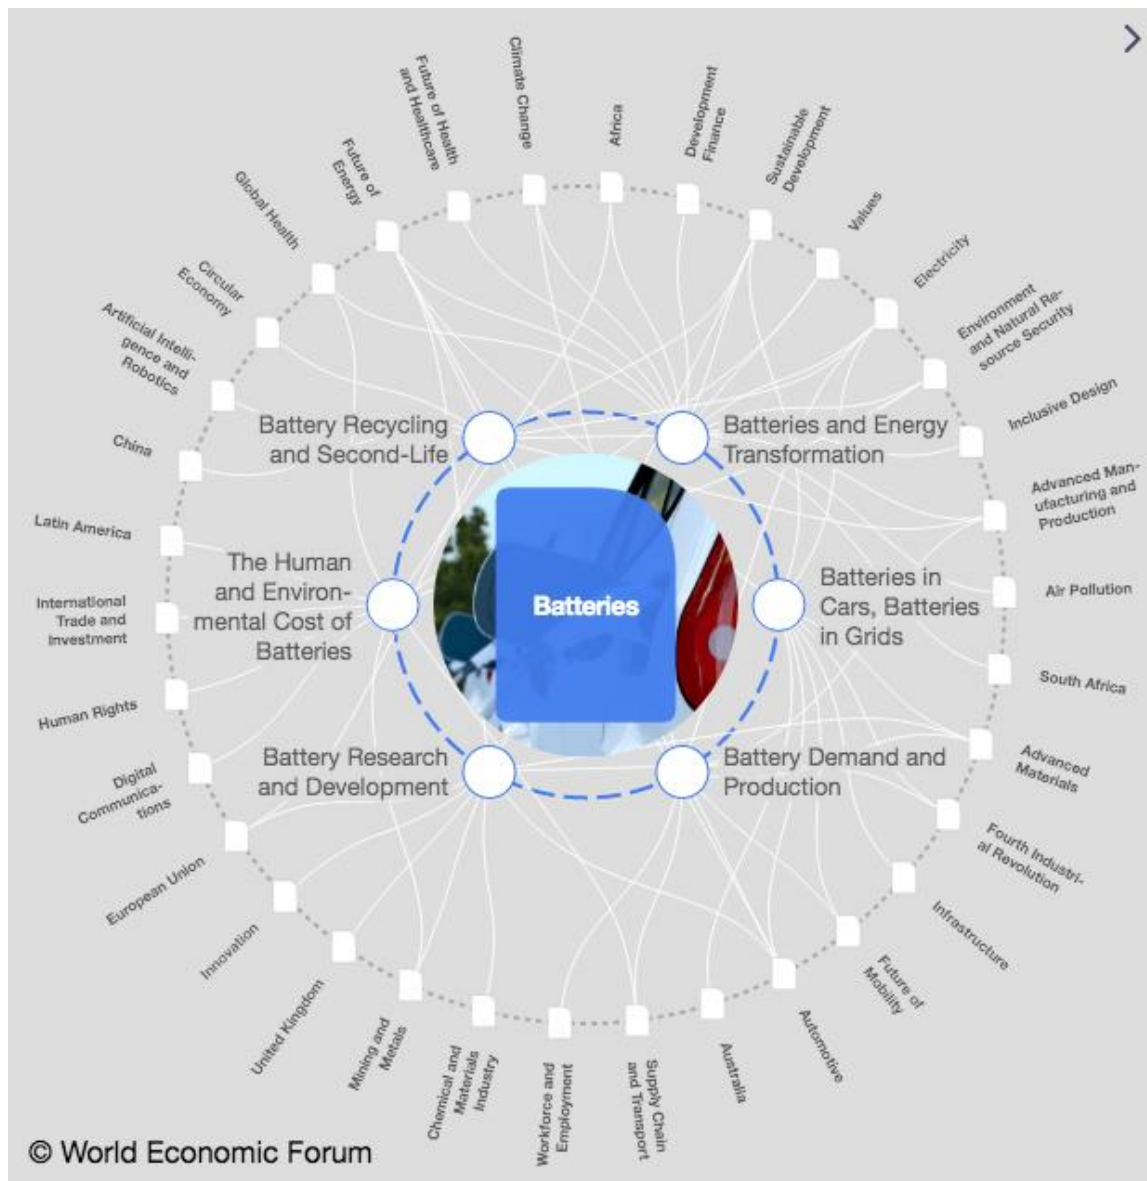 Climate Change
Future of Health
and Healthcare
Africa
Development
Finance
Sustainable
Development
Future of
Energy
Values
Global Health
Electricity
Circular
Economy
Environment
and Natural Re-
source Security
Artificial Intelli-
gence and
Robotics
Inclusive Design
China
Battery Recycling
and Second-Life
Batteries and Energy
Transformation
Advanced Man-
ufacturing and
Production
Latin America
The Human
and Environ-
mental Cost of
Batteries
Batteries
Batteries in
Cars, Batteries
in Grids
Air Pollution
International
Trade and
Investment
South Africa
Human Rights
Battery Research
and Development
Battery Demand and
Production
Advanced
Materials
Digital
Communica-
tions
Fourth Industri-
al Revolution
European Union
Infrastructure
Innovation
Future of
Mobility
United Kingdom
Automotive
Mining and
Metals
Chemical and
Materials
Industry
Workforce and
Employment
Supply Chain
and Transport
Australia
© World Economic Forum